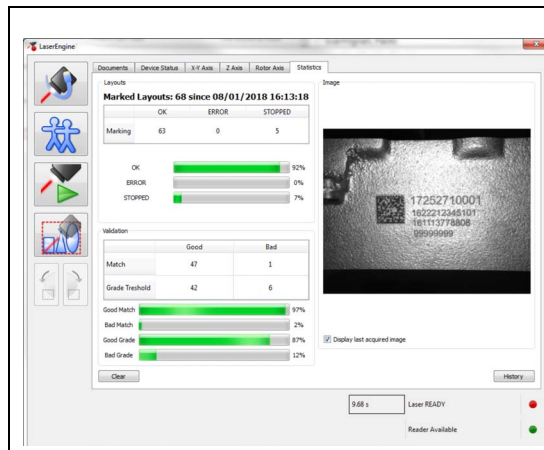 LaserEngine
Documents Device Status X-Y Axis Z Axis Rotor Axis Statistics
Layouts
Marked Layouts: 68 since 08/01/2018 16:13:18
OK ERROR STOPPED
Marking 63 0 5
OK 92%
ERROR 0%
STOPPED 7%
Validation
Good Bad
Match 47 1
Grade Treshold 42 6
Good Match 97%
Bad Match 2%
Good Grade 87%
Bad Grade 12%
Clear
Image
17252710001
1622212345101
161113778808
99999999
Display last acquired image
History
9.68 s Laser READY
Reader Available